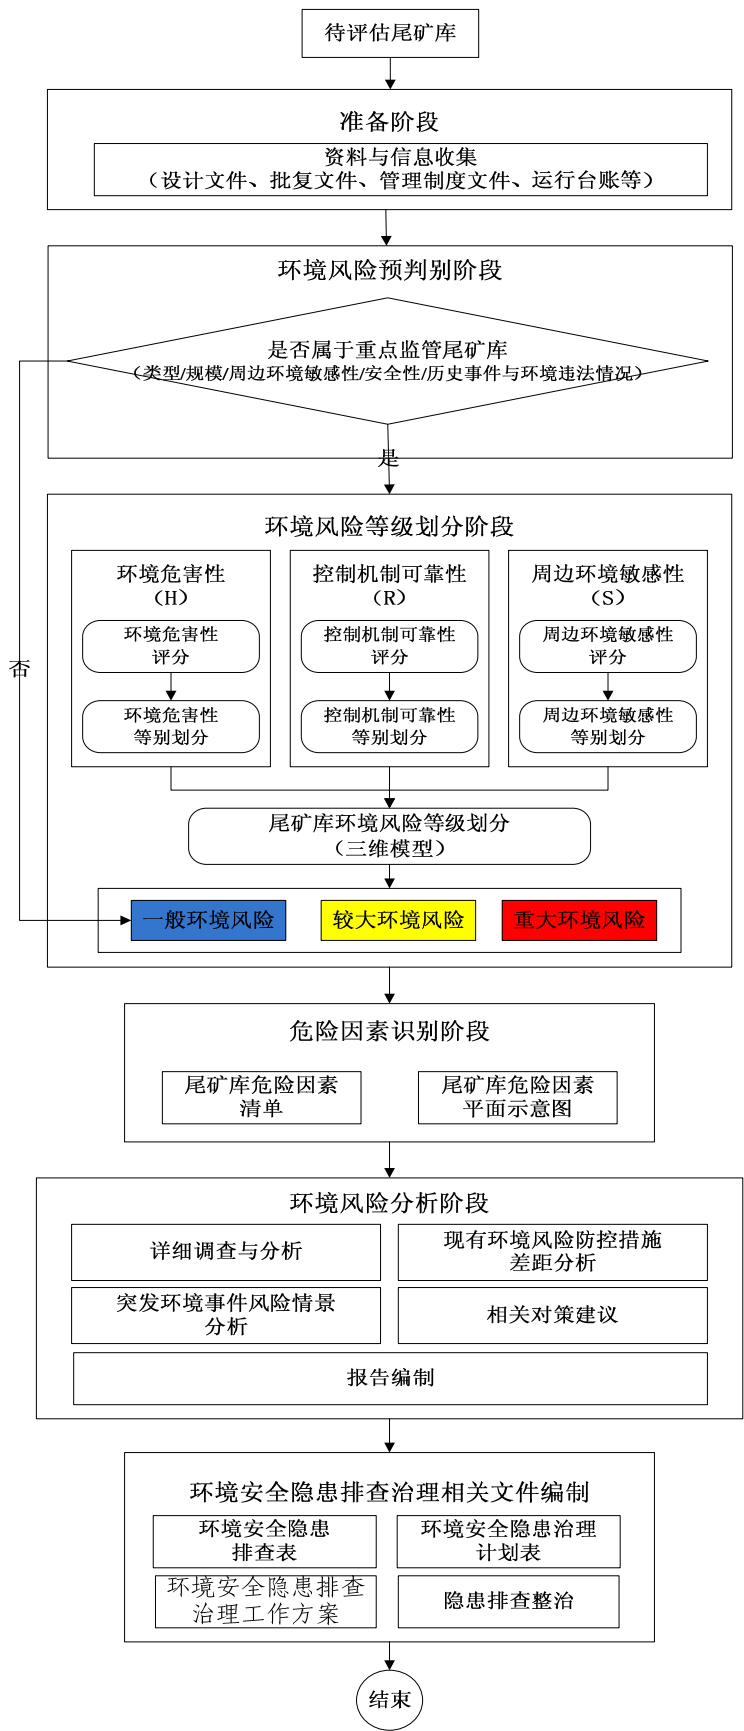 待评估尾矿库
准备阶段
资料与信息收集
（设计文件、批复文件、管理制度文件、运行台账等）
环境风险预判别阶段
是否属于重点监管尾矿库
（类型/规模/周边环境敏感性/安全性/历史事件与环境违法情况）
是
否
环境风险等级划分阶段
环境危害性
（H）
环境危害性
评分
环境危害性
等别划分
控制机制可靠性
（R）
控制机制可靠性
评分
控制机制可靠性
等别划分
周边环境敏感性
（S）
周边环境敏感性
评分
周边环境敏感性
等别划分
尾矿库环境风险等级划分
（三维模型）
一般环境风险
较大环境风险
重大环境风险
危险因素识别阶段
尾矿库危险因素
清单
尾矿库危险因素
平面示意图
环境风险分析阶段
详细调查与分析
现有环境风险防控措施
差距分析
突发环境事件风险情景
分析
相关对策建议
报告编制
环境安全隐患排查治理相关文件编制
环境安全隐患
排查表
环境安全隐患治理
计划表
环境安全隐患排查
治理工作方案
隐患排查整治
结束